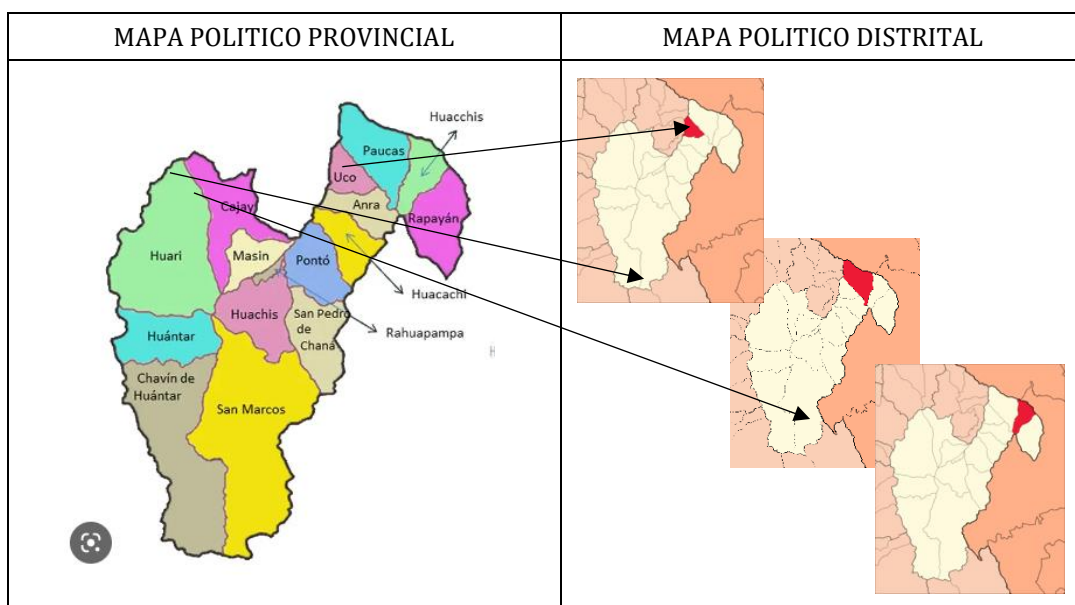 MAPA POLITICO PROVINCIAL
MAPA POLITICO DISTRITAL
Huacchis
Paucas
Uco
Cajay
Anra
Rapayán
Huari
Masin
Pontó
Huacachi
Huachis
San Pedro
de
Chaná
Rahuapampa
Huántar
H
Chavín de
Huántar
San Marcos